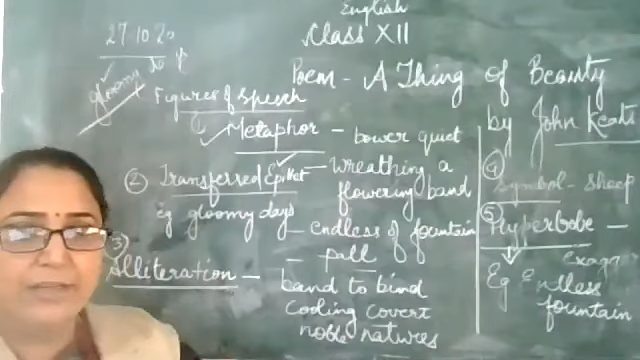 English
27.10.20
Class XII
Poem - A Thing of Beauty
by John Keats
gloomy
Figures of Speech
① Metaphor - bower quiet
② Transferred Epithet - Wreathing a
flowery band
eg gloomy days
- endless of fountain
- pall
③ Alliteration - band to bind
cooling covert
noble natures
④
Symbol - sheep
⑤ Hyperbole -
exagg
Eg Endless
fountain